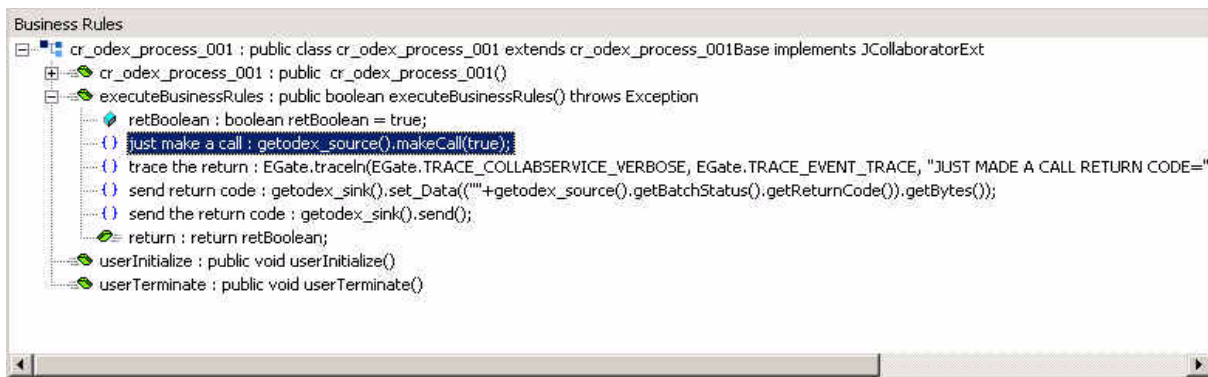 Business Rules
cr_odex_process_001 : public class cr_odex_process_001 extends cr_odex_process_001Base implements JCollaboratorExt
cr_odex_process_001 : public cr_odex_process_001()
executeBusinessRules : public boolean executeBusinessRules() throws Exception
retBoolean : boolean retBoolean = true;
just make a call : getodex_source().makeCall(true);
trace the return : EGate.traceln(EGate.TRACE_COLLABSERVICE_VERBOSE, EGate.TRACE_EVENT_TRACE, "JUST MADE A CALL RETURN CODE="
send return code : getodex_sink().set_Data((""+getodex_source().getBatchStatus().getReturnCode()).getBytes());
send the return code : getodex_sink().send();
return : return retBoolean;
userInitialize : public void userInitialize()
userTerminate : public void userTerminate()